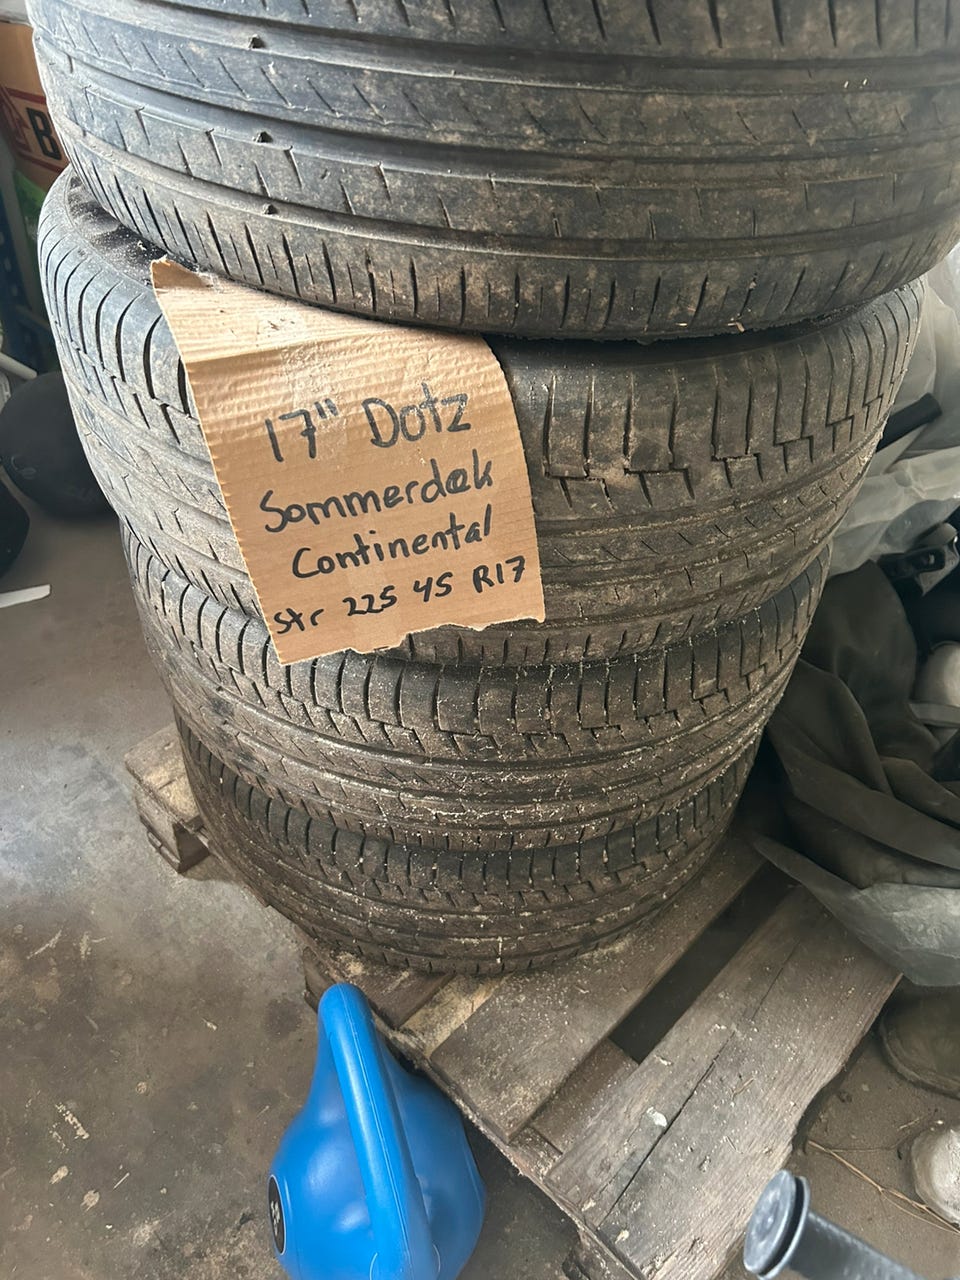 B
17" Dotz
Sommerdæk
Continental
Str 225 45 R17